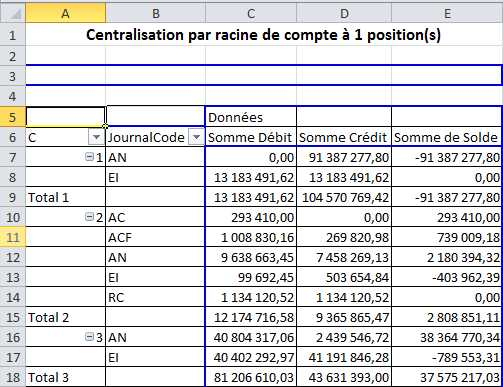 A B C D E
1 Centralisation par racine de compte à 1 position(s)
2
3
4
5 Données
6 C JournalCode Somme Débit Somme Crédit Somme de Solde
7 1 AN 0,00 91 387 277,80 -91 387 277,80
8 EI 13 183 491,62 13 183 491,62 0,00
9 Total 1 13 183 491,62 104 570 769,42 -91 387 277,80
10 2 AC 293 410,00 0,00 293 410,00
11 ACF 1 008 830,16 269 820,98 739 009,18
12 AN 9 638 663,45 7 458 269,13 2 180 394,32
13 EI 99 692,45 503 654,84 -403 962,39
14 RC 1 134 120,52 1 134 120,52 0,00
15 Total 2 12 174 716,58 9 365 865,47 2 808 851,11
16 3 AN 40 804 317,06 2 439 546,72 38 364 770,34
17 EI 40 402 292,97 41 191 846,28 -789 553,31
18 Total 3 81 206 610,03 43 631 393,00 37 575 217,03